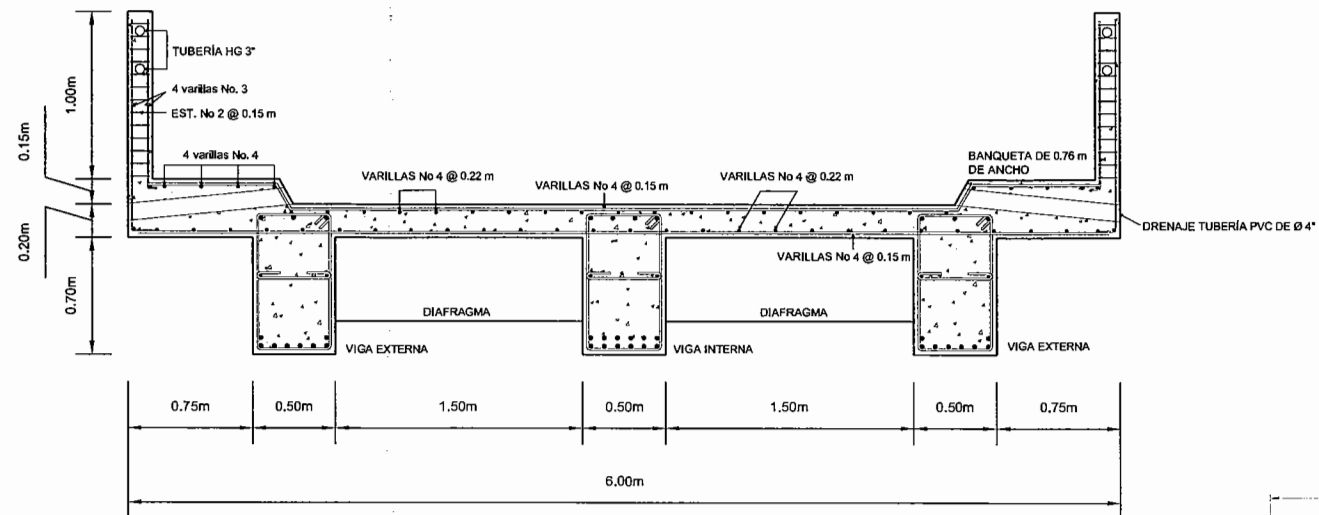 TUBERÍA HG 3"
4 varillas No. 3
EST. No 2 @ 0.15 m
4 varillas No. 4
VARILLAS No 4 @ 0.22 m
VARILLAS No 4 @ 0.15 m
VARILLAS No 4 @ 0.22 m
BANQUETA DE 0.76 m
DE ANCHO
DRENAJE TUBERÍA PVC DE Ø 4"
VARILLAS No 4 @ 0.15 m
1.00m
0.15m
0.20m
0.70m
DIAFRAGMA
DIAFRAGMA
VIGA EXTERNA
VIGA INTERNA
VIGA EXTERNA
0.75m
0.50m
1.50m
0.50m
1.50m
0.50m
0.75m
6.00m